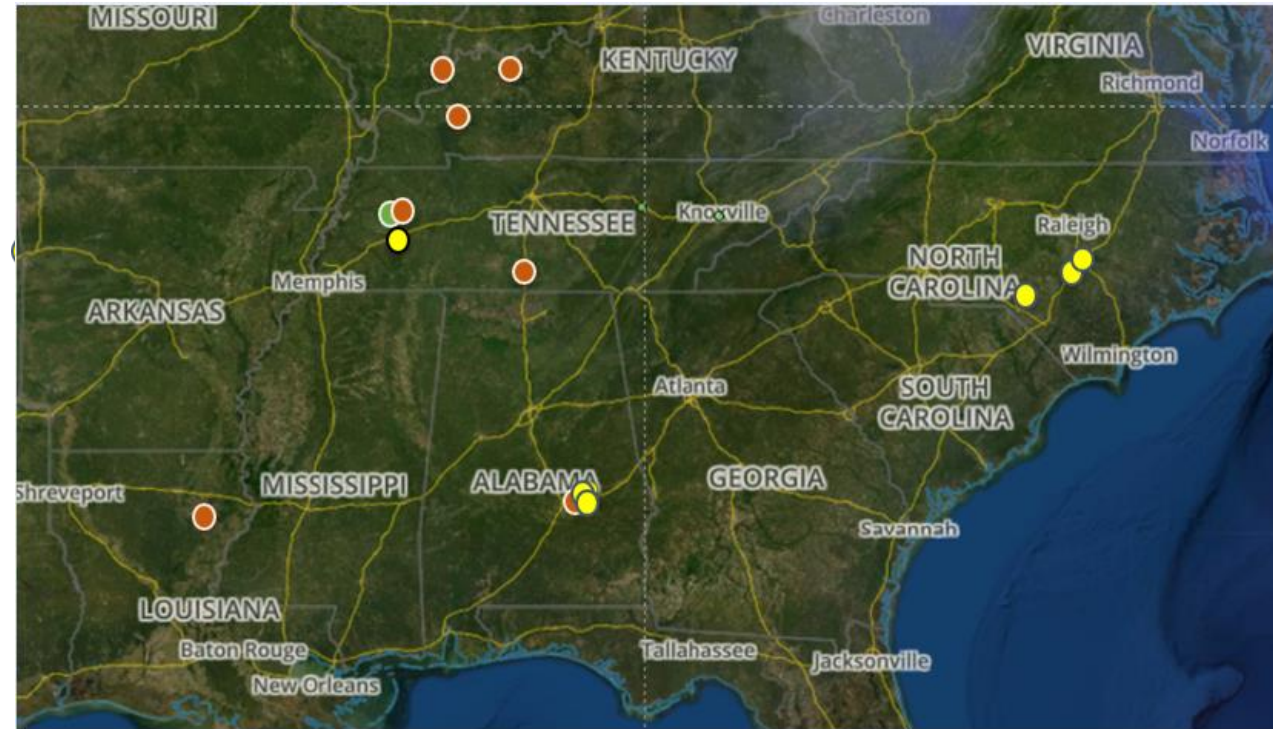 MISSOURI
Charleston
KENTUCKY
VIRGINIA
Richmond
Norfolk
TENNESSEE
Knoxville
Raleigh
NORTH
CAROLINA
Memphis
ARKANSAS
Wilmington
Atlanta
SOUTH
CAROLINA
Shreveport
MISSISSIPPI
ALABAMA
GEORGIA
Savannah
LOUISIANA
Baton Rouge
Tallahassee
Jacksonville
New Orleans